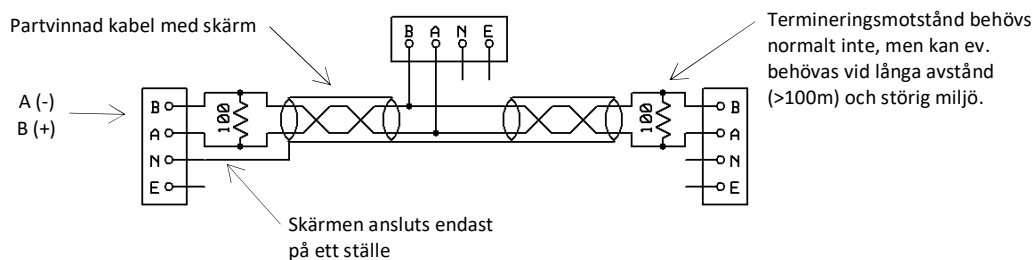 Partvinnad kabel med skärm
B A N E
Termineringsmotstånd behövs
normalt inte, men kan ev.
behövas vid långa avstånd
(>100m) och störig miljö.
A (-)
B (+)
B
A
N
E
100
100
B
A
N
E
Skärmen ansluts endast
på ett ställe